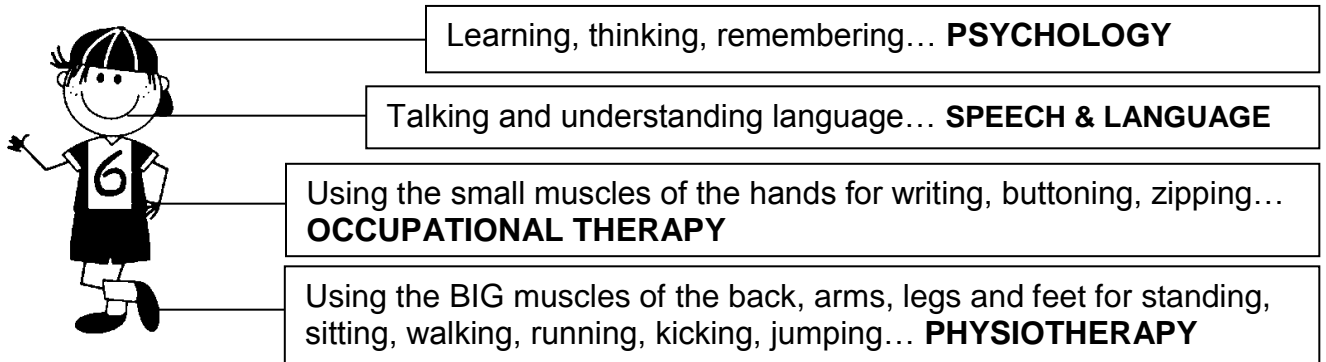 Learning, thinking, remembering… PSYCHOLOGY
Talking and understanding language… SPEECH & LANGUAGE
6
Using the small muscles of the hands for writing, buttoning, zipping…
OCCUPATIONAL THERAPY
Using the BIG muscles of the back, arms, legs and feet for standing,
sitting, walking, running, kicking, jumping… PHYSIOTHERAPY